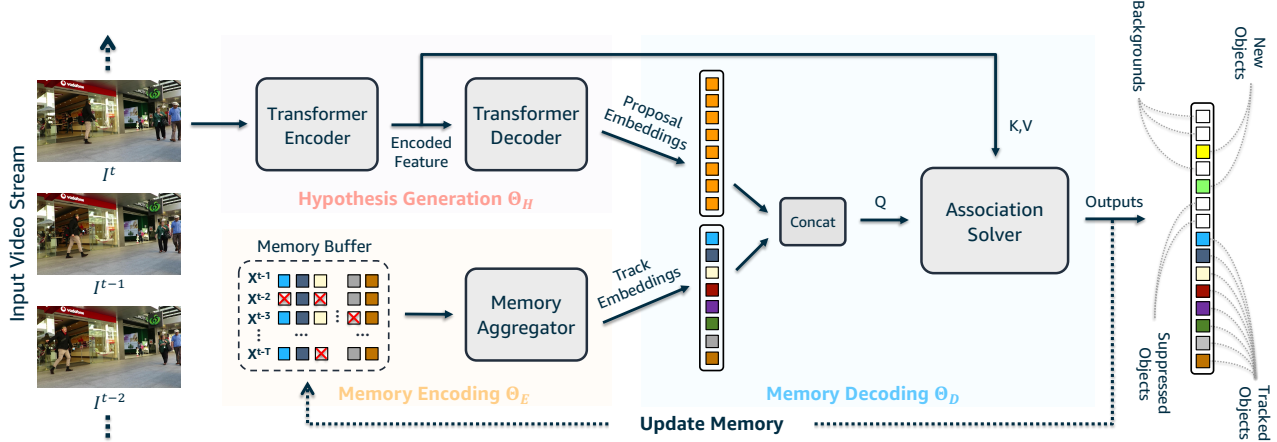 Input Video Stream
I^t
I^{t-1}
I^{t-2}
Transformer
Encoder
Encoded
Feature
Transformer
Decoder
Hypothesis Generation Θ_H
Proposal
Embeddings
Memory Buffer
X^{t-1}
X^{t-2}
X^{t-3}
X^{t-T}
Memory
Aggregator
Memory Encoding Θ_E
Track
Embeddings
Concat
Q
K,V
Association
Solver
Outputs
Memory Decoding Θ_D
Update Memory
Backgrounds
New
Objects
Suppressed
Objects
Tracked
Objects